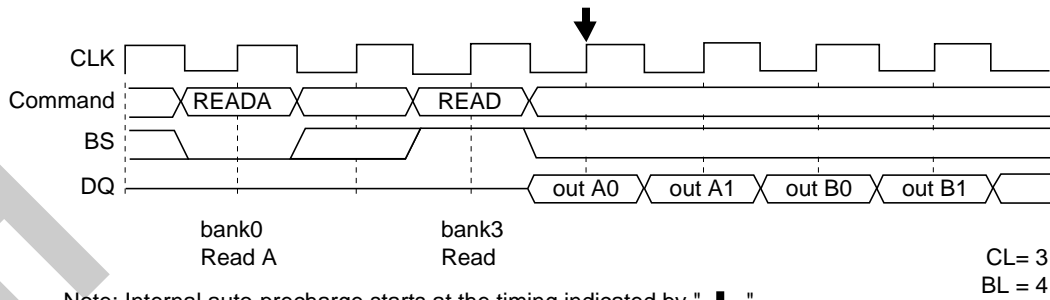 CLK
Command READA READ
BS
DQ out A0 out A1 out B0 out B1
bank0 bank3
Read A Read
CL= 3
BL = 4
Note: Internal auto-precharge starts at the timing indicated by " ".